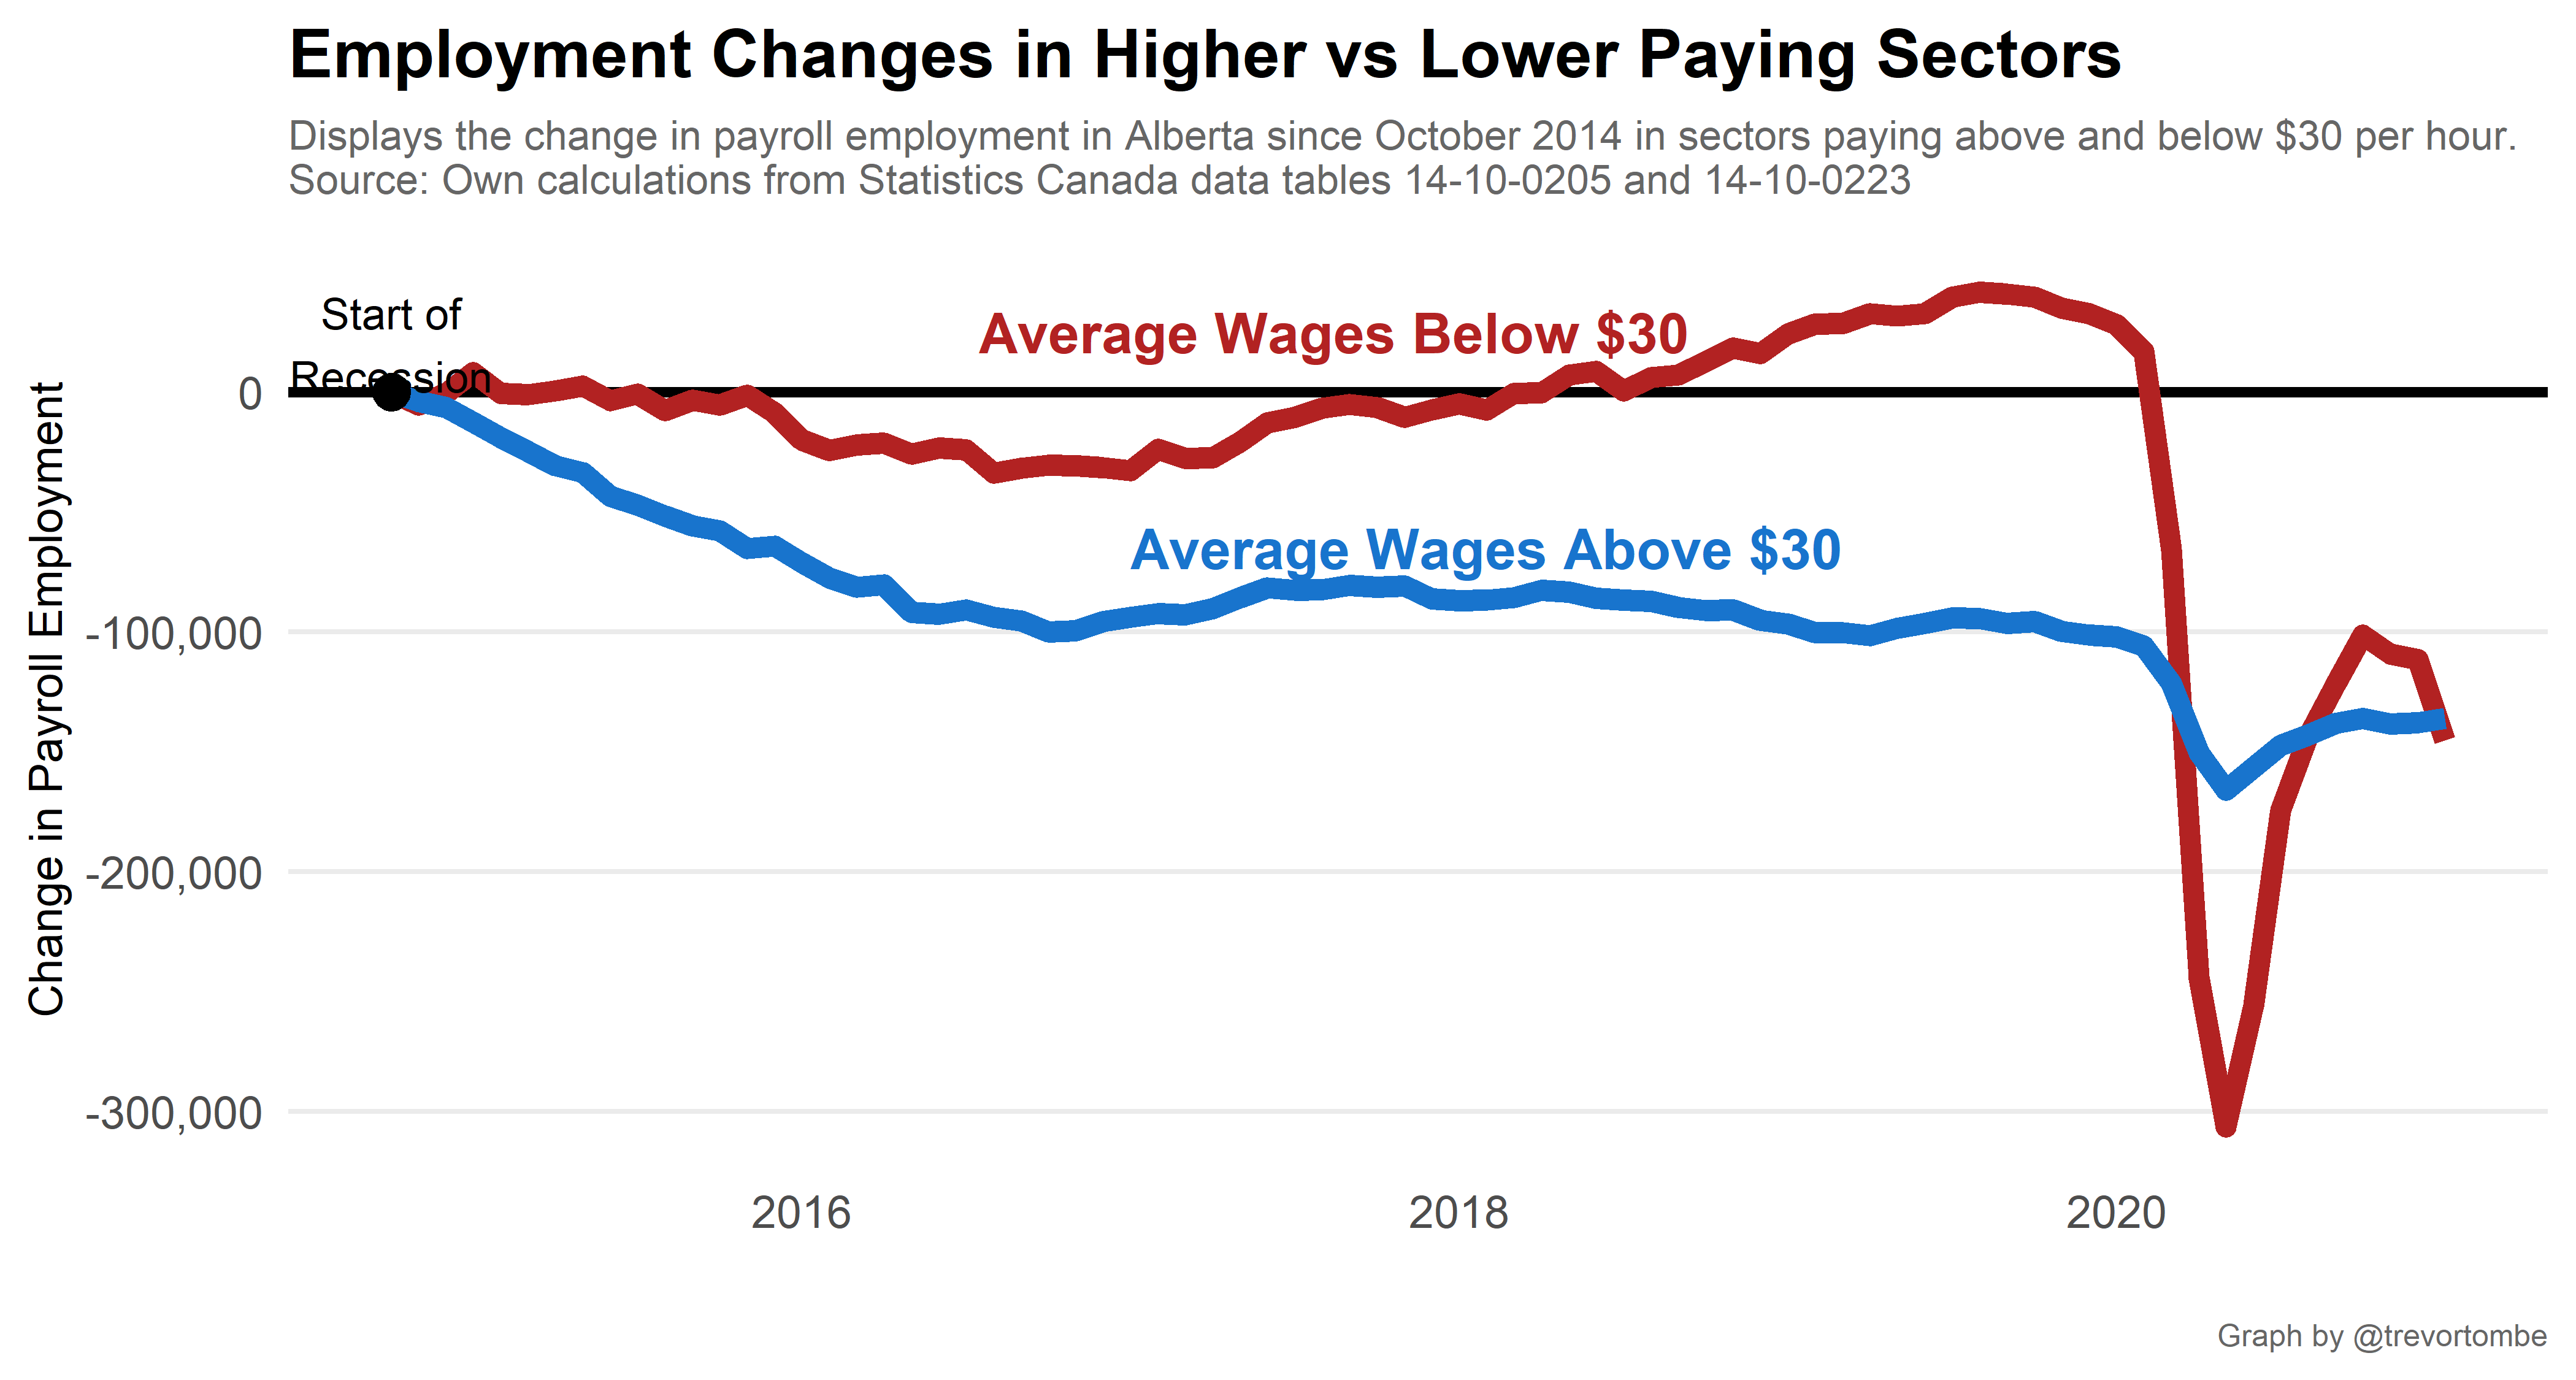 Employment Changes in Higher vs Lower Paying Sectors
Displays the change in payroll employment in Alberta since October 2014 in sectors paying above and below $30 per hour.
Source: Own calculations from Statistics Canada data tables 14-10-0205 and 14-10-0223
Start of
Recession
Average Wages Below $30
Average Wages Above $30
Change in Payroll Employment
0
-100,000
-200,000
-300,000
2016
2018
2020
Graph by @trevortombe